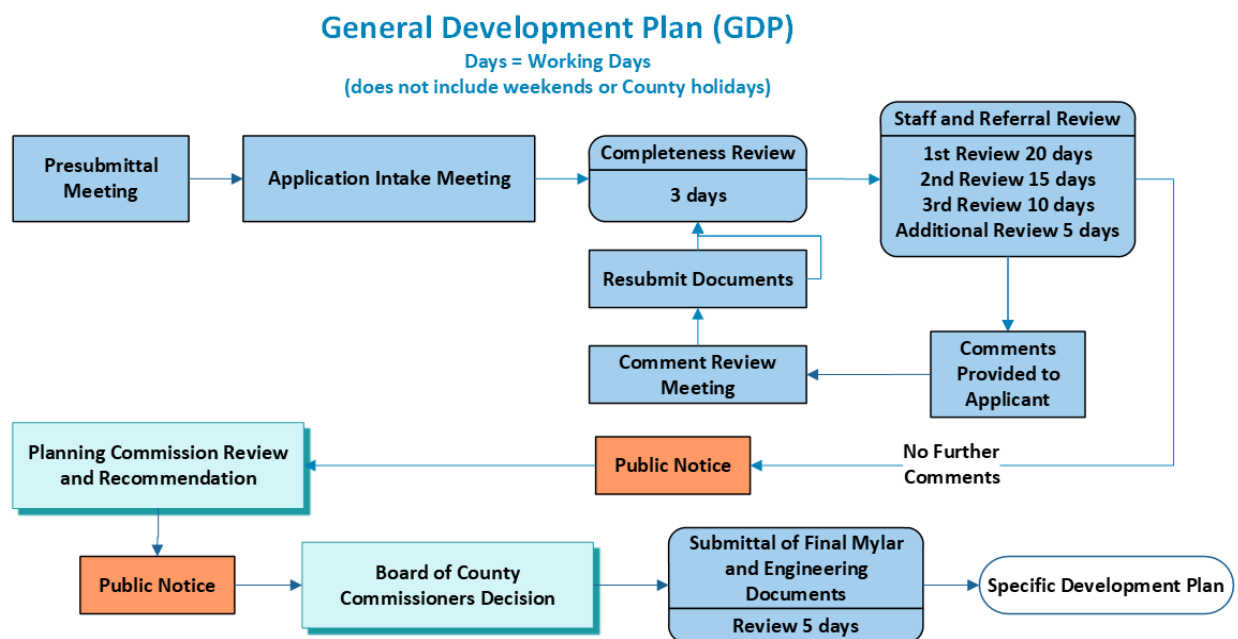 General Development Plan (GDP)
Days = Working Days
(does not include weekends or County holidays)
Presubmittal
Meeting
Application Intake Meeting
Completeness Review
3 days
Staff and Referral Review
1st Review 20 days
2nd Review 15 days
3rd Review 10 days
Additional Review 5 days
Resubmit Documents
Comment Review
Meeting
Comments
Provided to
Applicant
Planning Commission Review
and Recommendation
Public Notice
No Further
Comments
Public Notice
Board of County
Commissioners Decision
Submittal of Final Mylar
and Engineering
Documents
Review 5 days
Specific Development Plan